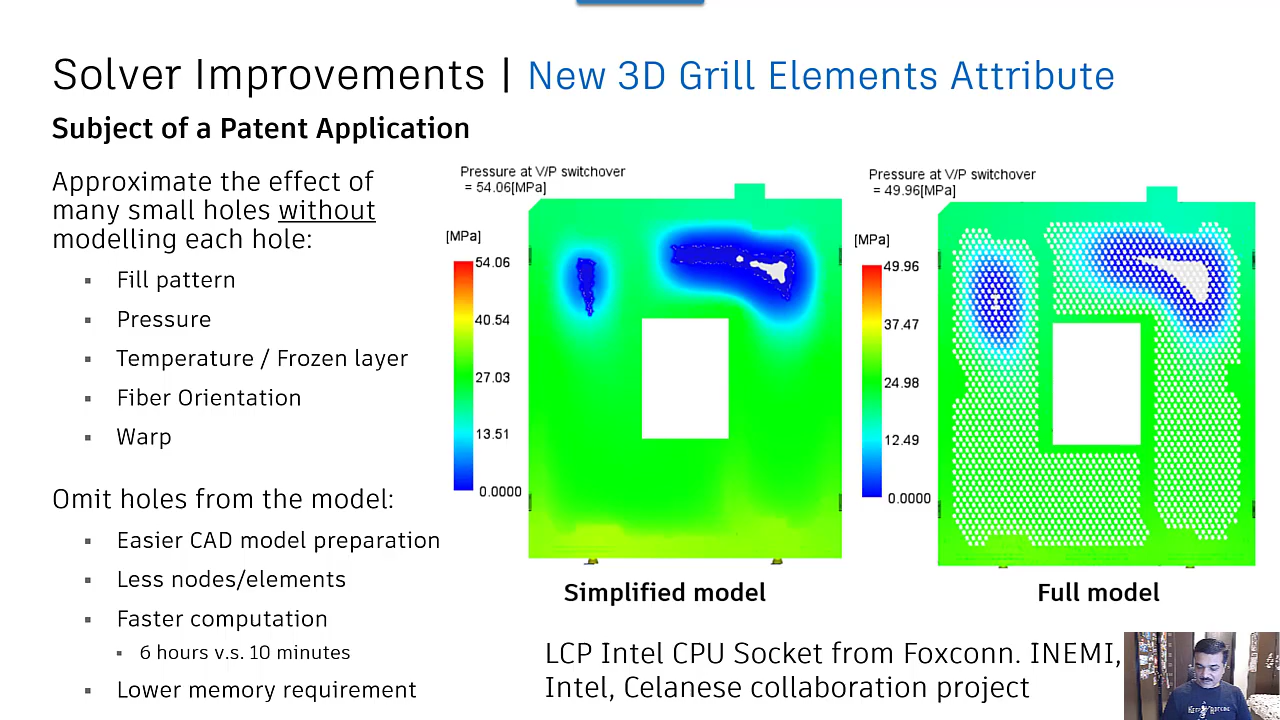 Solver Improvements | New 3D Grill Elements Attribute
Subject of a Patent Application
Approximate the effect of
many small holes without
modelling each hole:
▪ Fill pattern
▪ Pressure
▪ Temperature / Frozen layer
▪ Fiber Orientation
▪ Warp
Omit holes from the model:
▪ Easier CAD model preparation
▪ Less nodes/elements
▪ Faster computation
▪ 6 hours v.s. 10 minutes
▪ Lower memory requirement
Pressure at V/P switchover
= 54.06[MPa]
[MPa]
54.06
40.54
27.03
13.51
0.0000
Simplified model
Pressure at V/P switchover
= 49.96[MPa]
[MPa]
49.96
37.47
24.98
12.49
0.0000
Full model
LCP Intel CPU Socket from Foxconn. INEMI,
Intel, Celanese collaboration project